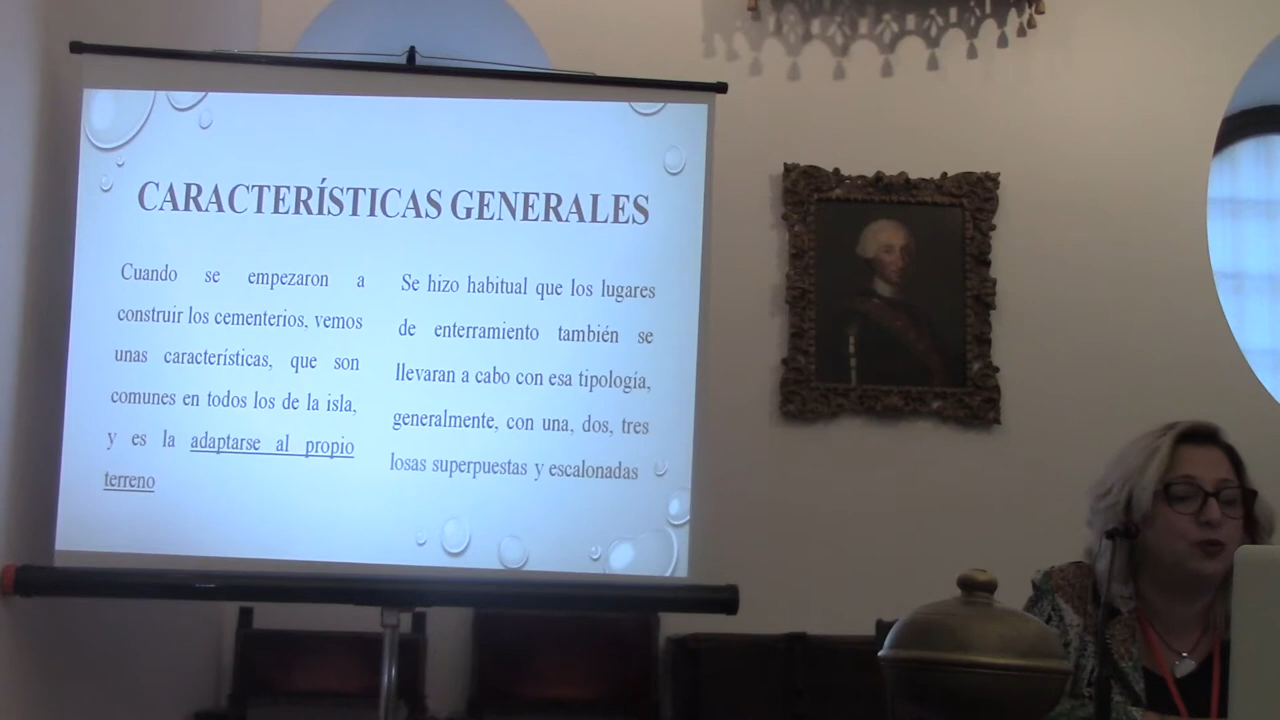 CARACTERÍSTICAS GENERALES
Cuando se empezaron a
construir los cementerios, vemos
unas características, que son
comunes en todos los de la isla,
y es la adaptarse al propio
terreno
Se hizo habitual que los lugares
de enterramiento también se
llevaran a cabo con esa tipología,
generalmente, con una, dos, tres
losas superpuestas y escalonadas